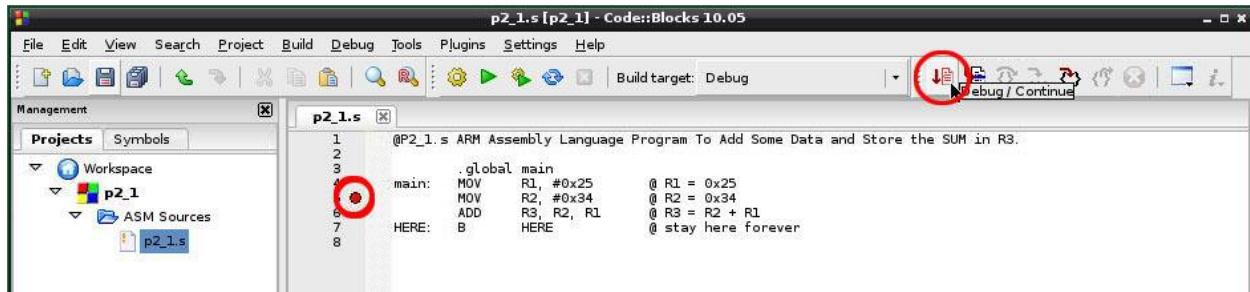 p2_1.s [p2_1] - Code::Blocks 10.05
File Edit View Search Project Build Debug Tools Plugins Settings Help
Build target: Debug
Debug / Continue
Management
Projects Symbols
Workspace
p2_1
ASM Sources
p2_1.s
p2_1.s
1 @P2_1.s ARM Assembly Language Program To Add Some Data and Store the SUM in R3.
2
3 .global main
4 main: MOV R1, #0x25 @ R1 = 0x25
MOV R2, #0x34 @ R2 = 0x34
6 ADD R3, R2, R1 @ R3 = R2 + R1
7 HERE: B HERE @ stay here forever
8